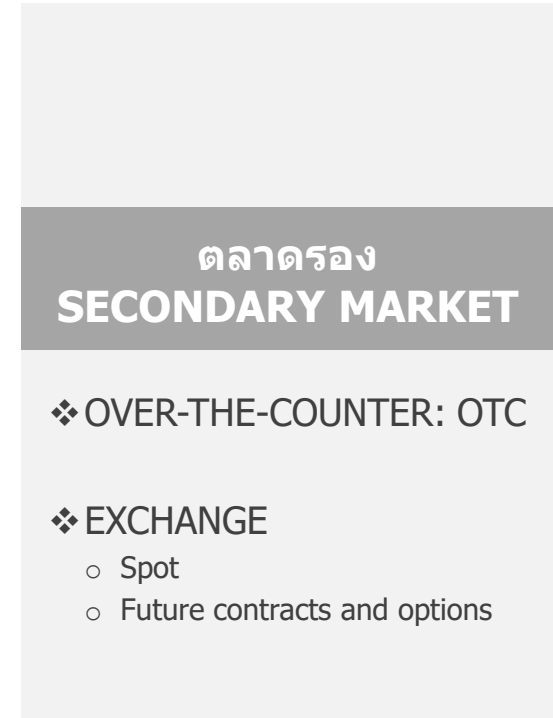 ตลาดรอง
SECONDARY MARKET
❖ OVER-THE-COUNTER: OTC
❖ EXCHANGE
o Spot
o Future contracts and options